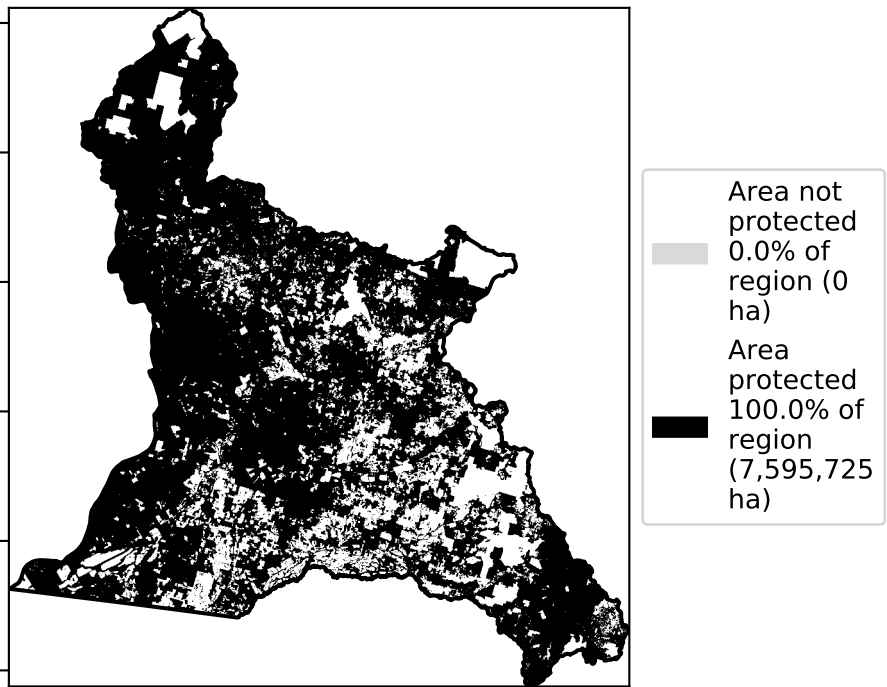 Area not
protected
0.0% of
region (0
ha)
Area
protected
100.0% of
region
(7,595,725
ha)